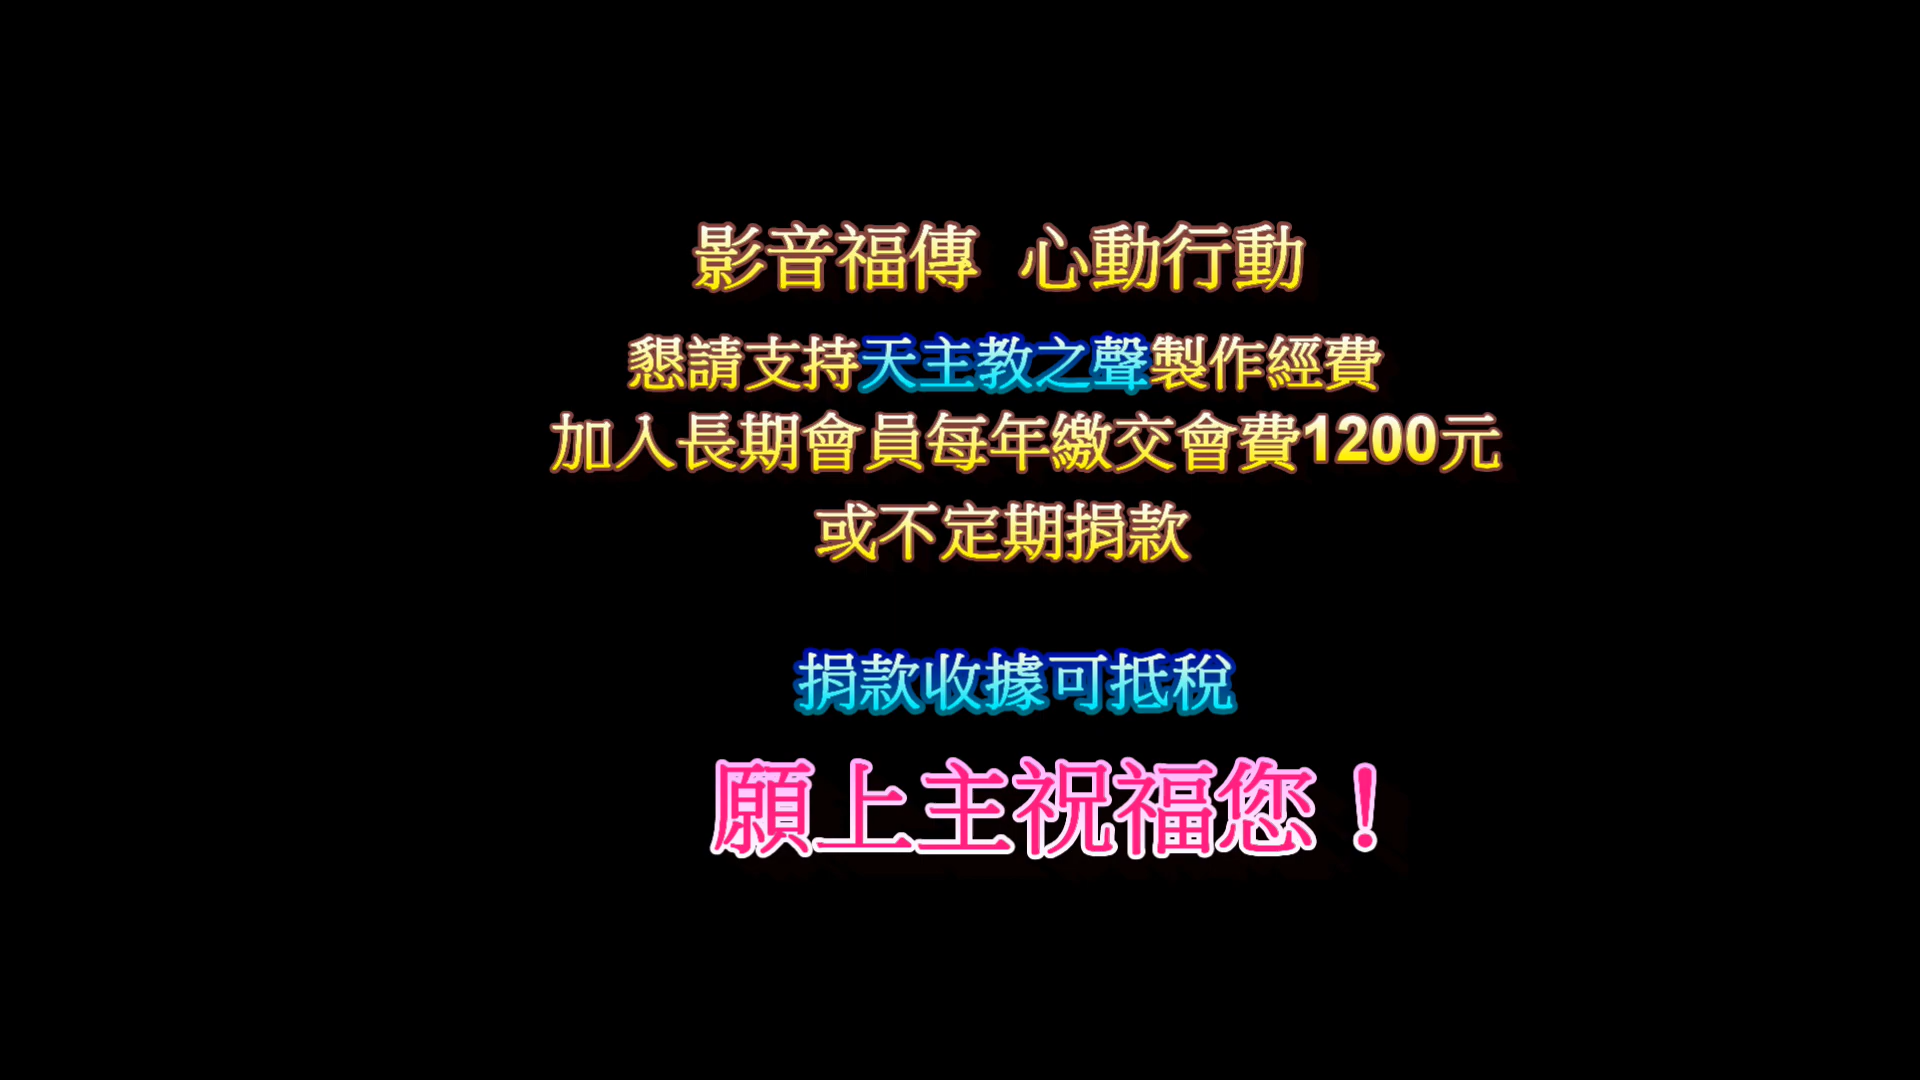 影音福傳 心動行動
懇請支持天主教之聲製作經費
加入長期會員每年繳交會費1200元
或不定期捐款
捐款收據可抵稅
願上主祝福您！